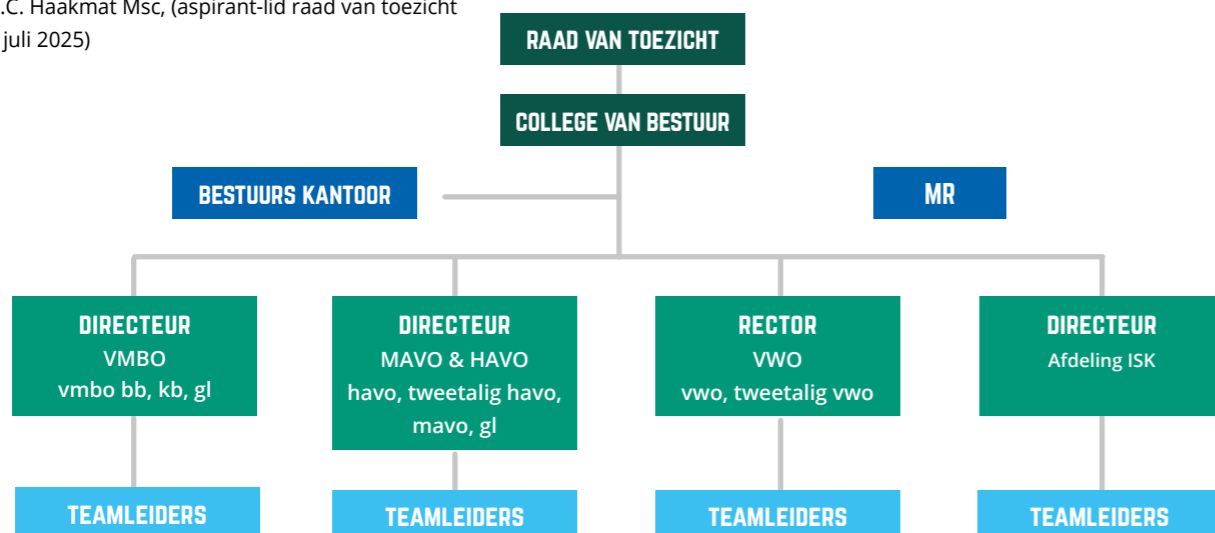 .C. Haakmat Msc, (aspirant-lid raad van toezicht
juli 2025)
RAAD VAN TOEZICHT
COLLEGE VAN BESTUUR
BESTUURS KANTOOR
MR
DIRECTEUR
VMBO
vmbo bb, kb, gl
DIRECTEUR
MAVO & HAVO
havo, tweetalig havo,
mavo, gl
RECTOR
VWO
vwo, tweetalig vwo
DIRECTEUR
Afdeling ISK
TEAMLEIDERS
TEAMLEIDERS
TEAMLEIDERS
TEAMLEIDERS